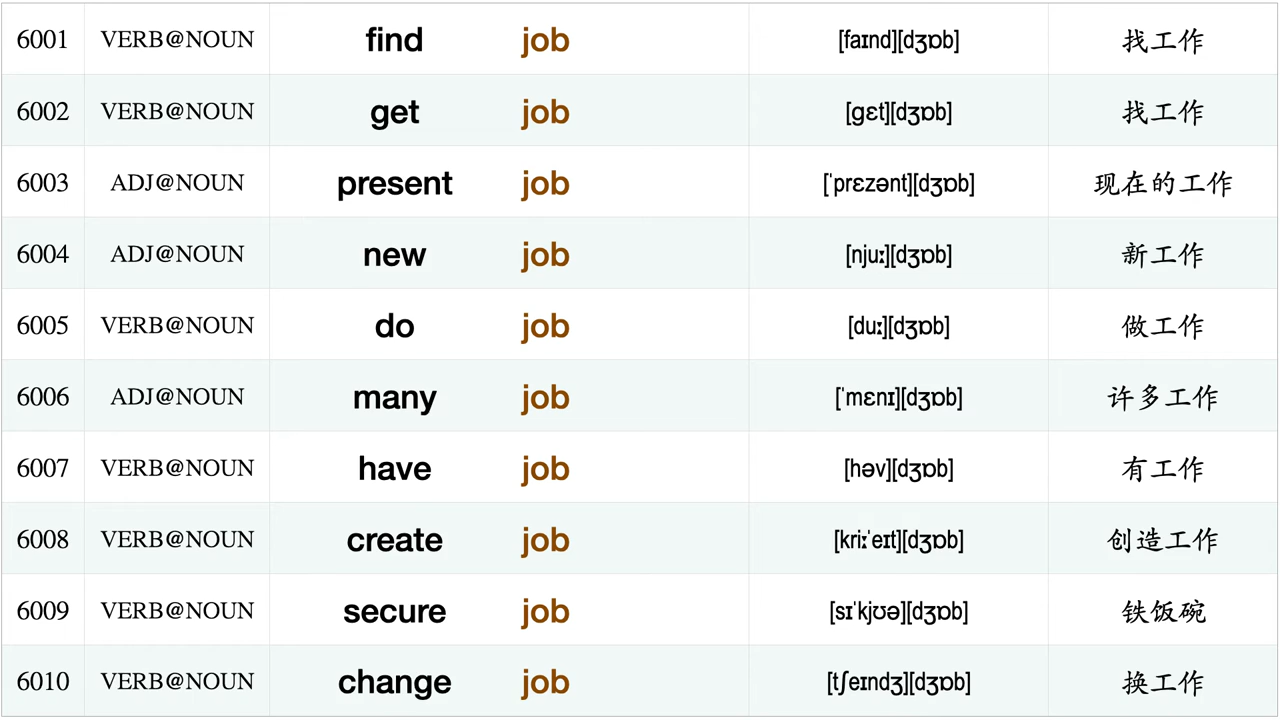 6001 VERB@NOUN find job [faɪnd][dʒɒb] 找工作
6002 VERB@NOUN get job [gɛt][dʒɒb] 找工作
6003 ADJ@NOUN present job [ˈprɛzənt][dʒɒb] 现在的工作
6004 ADJ@NOUN new job [njuː][dʒɒb] 新工作
6005 VERB@NOUN do job [duː][dʒɒb] 做工作
6006 ADJ@NOUN many job [ˈmɛnɪ][dʒɒb] 许多工作
6007 VERB@NOUN have job [həv][dʒɒb] 有工作
6008 VERB@NOUN create job [kriːˈeɪt][dʒɒb] 创造工作
6009 VERB@NOUN secure job [sɪˈkjʊə][dʒɒb] 铁饭碗
6010 VERB@NOUN change job [tʃeɪndʒ][dʒɒb] 换工作